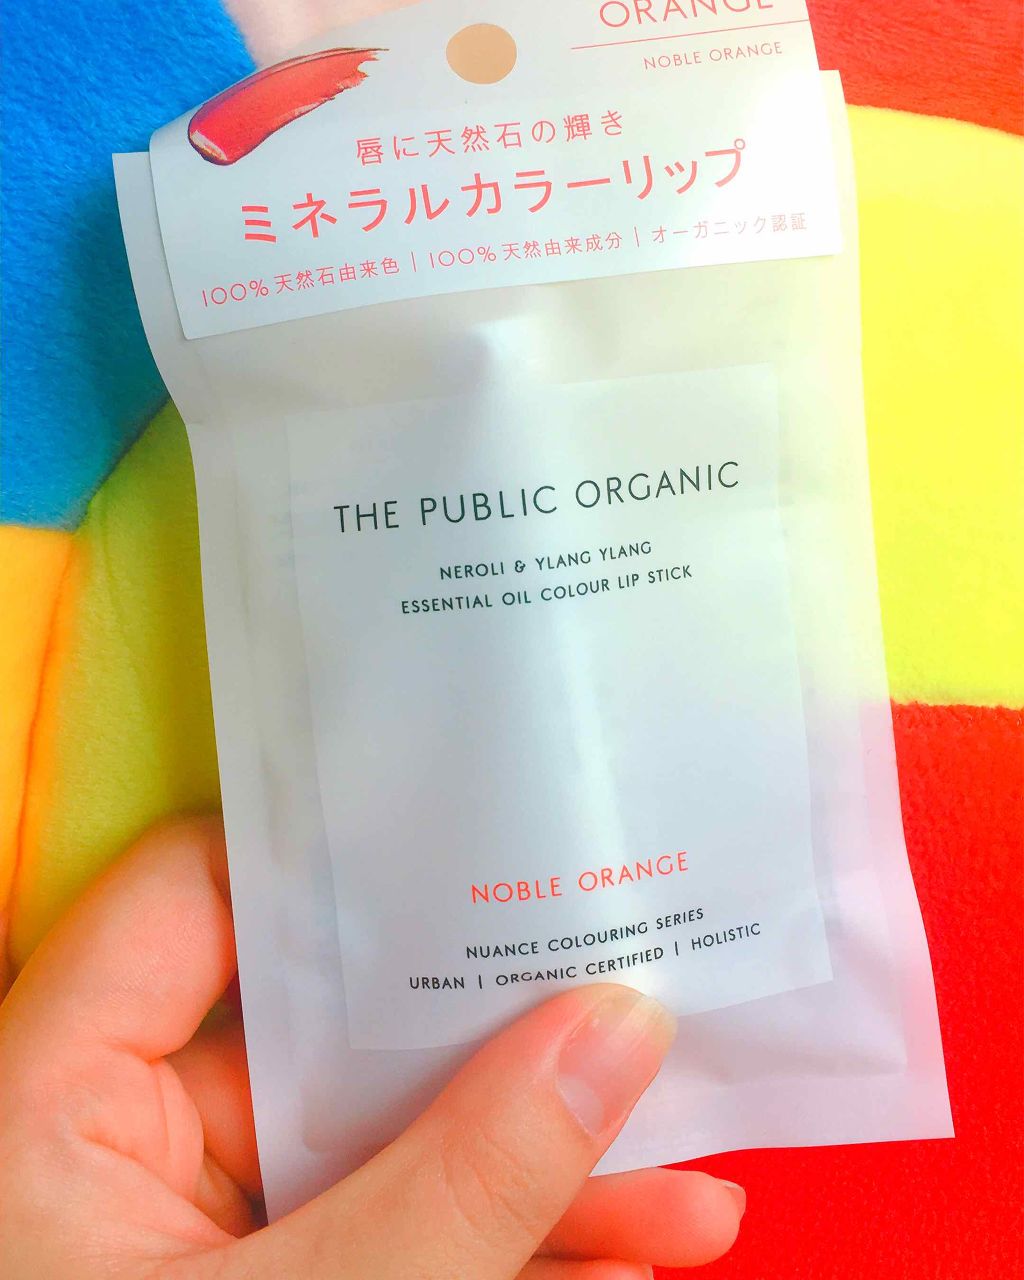 ORANGE
NOBLE ORANGE
唇に天然石の輝き
ミネラルカラーリップ
100%天然石由来色 | 100%天然由来成分 | オーガニック認証
THE PUBLIC ORGANIC
NEROLI & YLANG YLANG
ESSENTIAL OIL COLOUR LIP STICK
NOBLE ORANGE
NUANCE COLOURING SERIES
URBAN | ORGANIC CERTIFIED | HOLISTIC